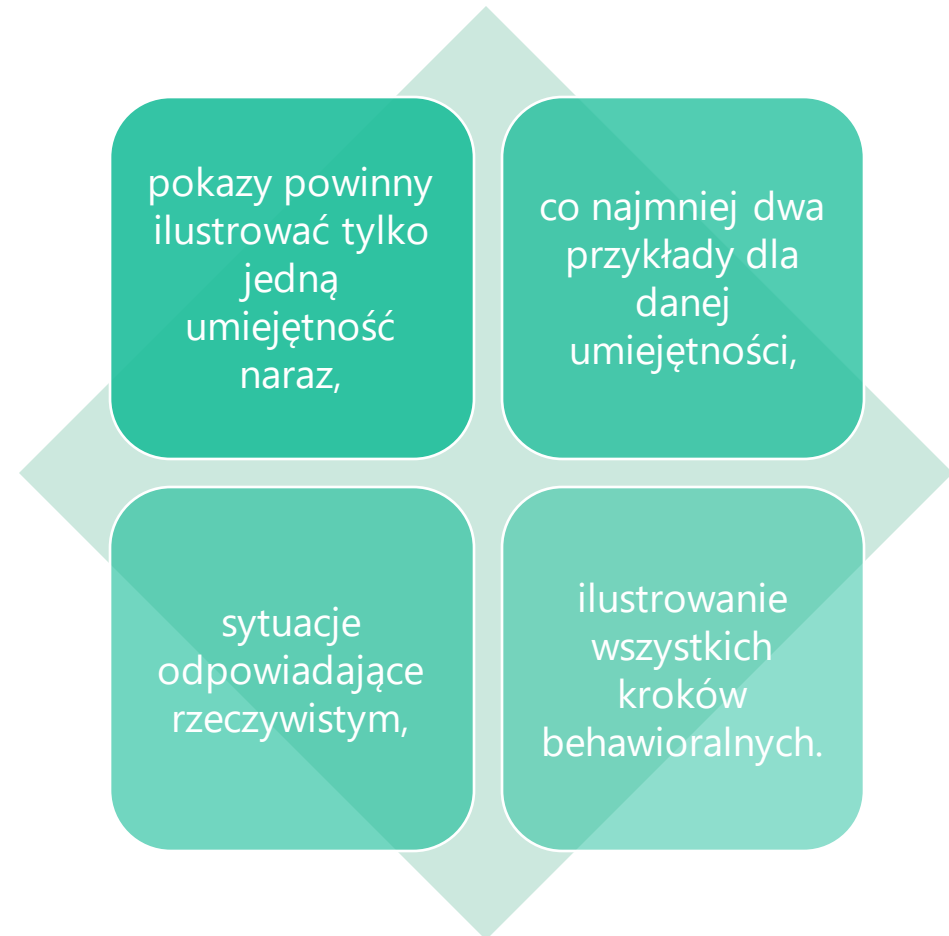 pokazy powinny
ilustrować tylko
jedną
umiejętność
naraz,
co najmniej dwa
przykłady dla
danej
umiejętności,
sytuacje
odpowiadające
rzeczywistym,
ilustrowanie
wszystkich
kroków
behawioralnych.